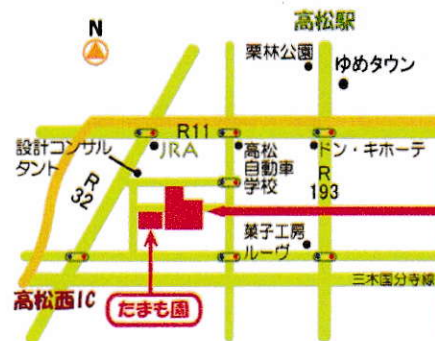 高松駅
N
栗林公園
ゆめタウン
R11
設計コンサル
タント
JRA
高松
自動車
学校
ドン・キホーテ
R
193
R
32
菓子工房
ルーヴ
三木国分寺線
高松西IC
たまも園